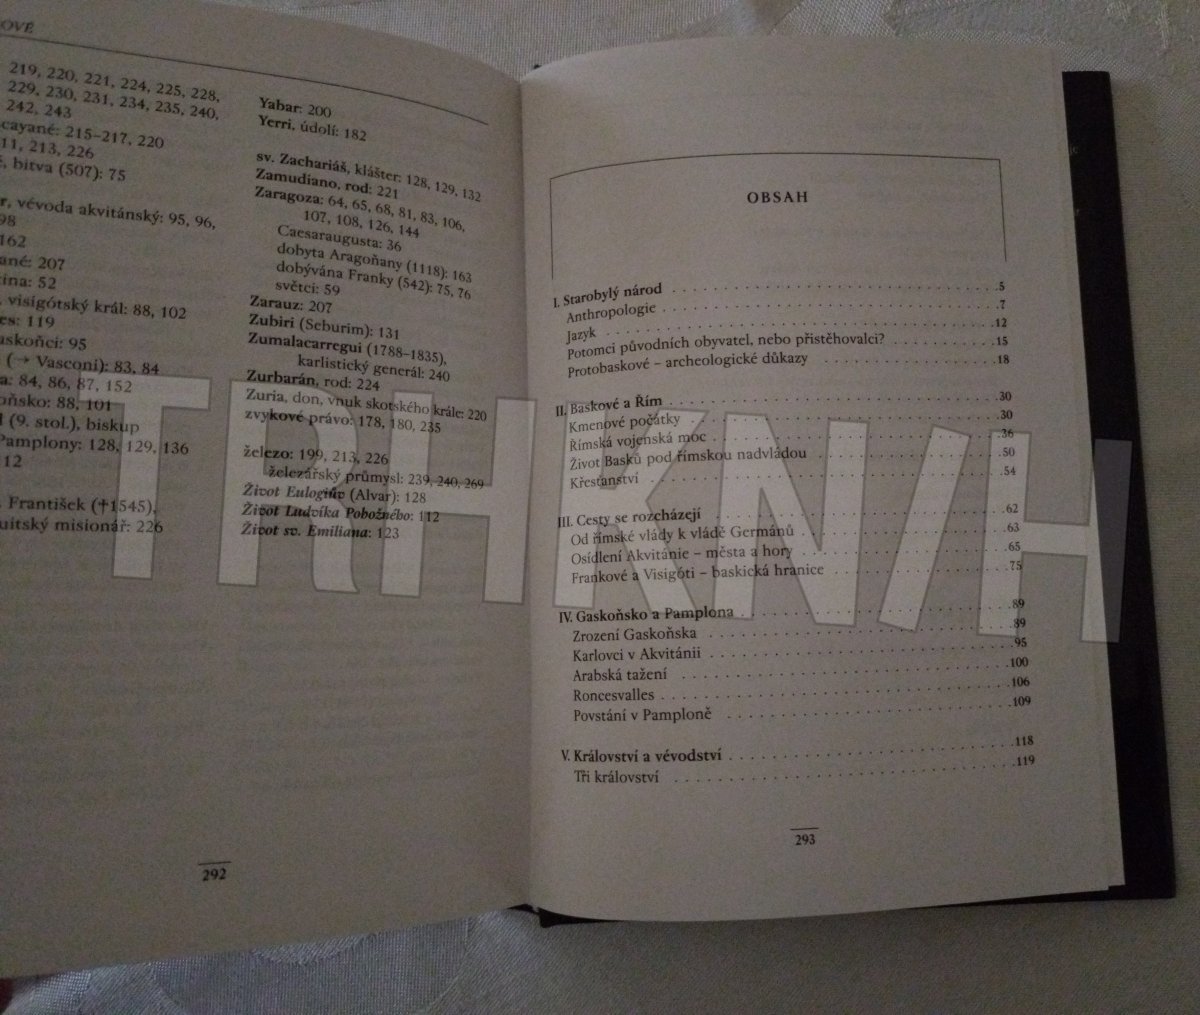 OVÉ
219, 220, 221, 224, 225, 228,
229, 230, 231, 234, 235, 240,
242, 243
cayané: 215–217, 220
11, 213, 226
, bitva (507): 75
r, vévoda akvitánský: 95, 96,
98
162
ané: 207
tina: 52
, visigótský král: 88, 102
es: 119
askoňci: 95
(→ Vasconi): 83, 84
a: 84, 86, 87, 152
oňsko: 88, 101
l (9. stol.), biskup
Pamplony: 128, 129, 136
112
. František (†1545),
uitský misionář: 226
Yabar: 200
Yerri, údolí: 182
sv. Zachariáš, klášter: 128, 129, 132
Zamudiano, rod: 221
Zaragoza: 64, 65, 68, 81, 83, 106,
107, 108, 126, 144
Caesaraugusta: 36
dobyta Aragoňany (1118): 163
dobývána Franky (542): 75, 76
světci: 59
Zarauz: 207
Zubiri (Seburim): 131
Zumalacarregui (1788–1835),
karlistický generál: 240
Zurbarán, rod: 224
Zuria, don, vnuk skotského krále: 220
zvykové právo: 178, 180, 235
železo: 199, 213, 226
železářský průmysl: 239, 240, 269
Život Eulogiův (Alvar): 128
Život Ludvíka Pobožného: 112
Život sv. Emiliana: 123
292
OBSAH
I. Starobylý národ . . . 5
Anthropologie . . . 7
Jazyk . . . 12
Potomci původních obyvatel, nebo přistěhovalci? . . . 15
Protobaskové – archeologické důkazy . . . 18
II. Baskové a Řím . . . 30
Kmenové počátky . . . 30
Římská vojenská moc . . . 36
Život Basků pod římskou nadvládou . . . 50
Křesťanství . . . 54
III. Cesty se rozcházejí . . . 62
Od římské vlády k vládě Germánů . . . 63
Osídlení Akvitánie – města a hory . . . 65
Frankové a Visigóti – baskická hranice . . . 75
IV. Gaskoňsko a Pamplona . . . 89
Zrození Gaskoňska . . . 89
Karlovci v Akvitánii . . . 95
Arabská tažení . . . 100
Roncesvalles . . . 106
Povstání v Pamploně . . . 109
V. Království a vévodství . . . 118
Tři království . . . 119
293
TRHKNIH